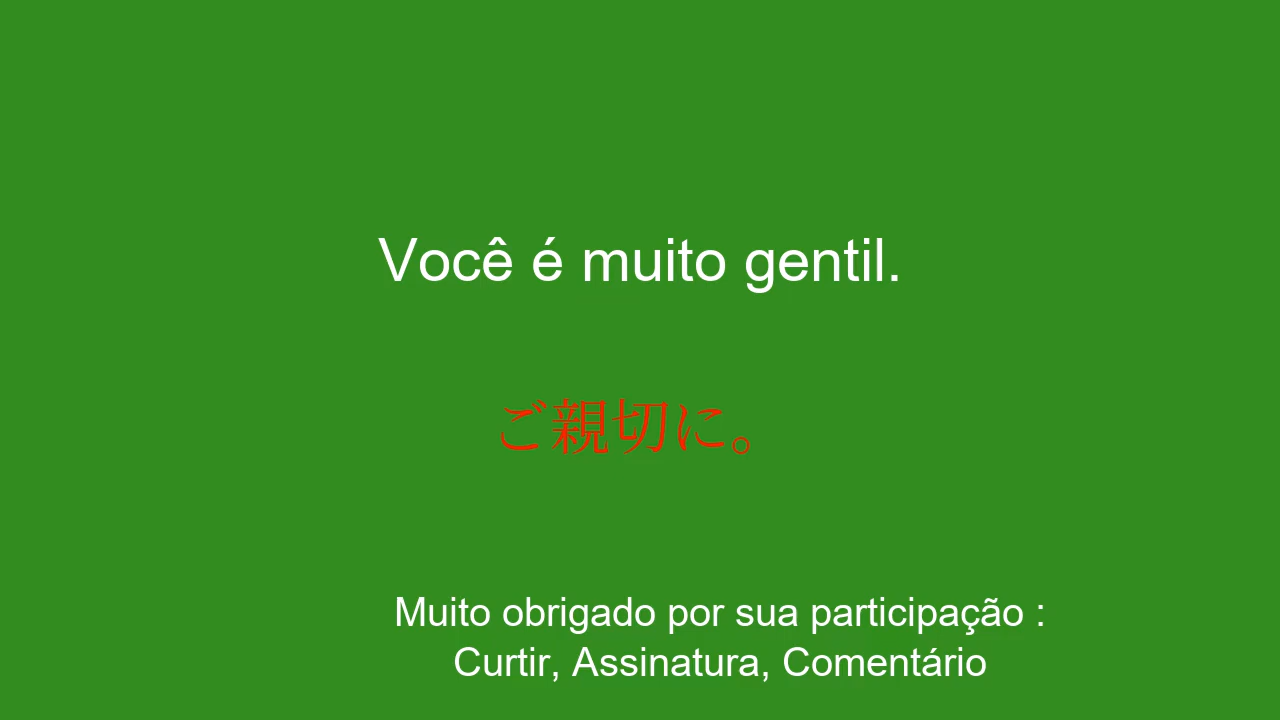 Você é muito gentil.
ご親切に。
Muito obrigado por sua participação :
Curtir, Assinatura, Comentário